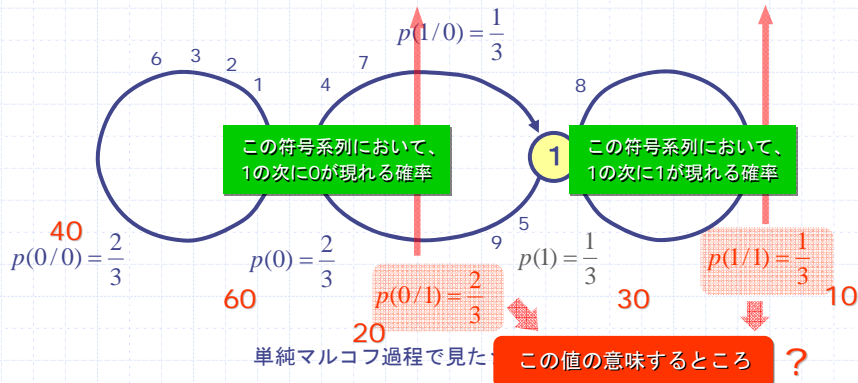 p(1/0) = 1/3
6 3 2 1 4 7 8
この符号系列において、
1の次に0が現れる確率
1
この符号系列において、
1の次に1が現れる確率
5
9
40
p(0/0) = 2/3
p(0) = 2/3
p(1) = 1/3
p(1/1) = 1/3
60
p(0/1) = 2/3
30
10
20
単純マルコフ過程で見た
この値の意味するところ ?